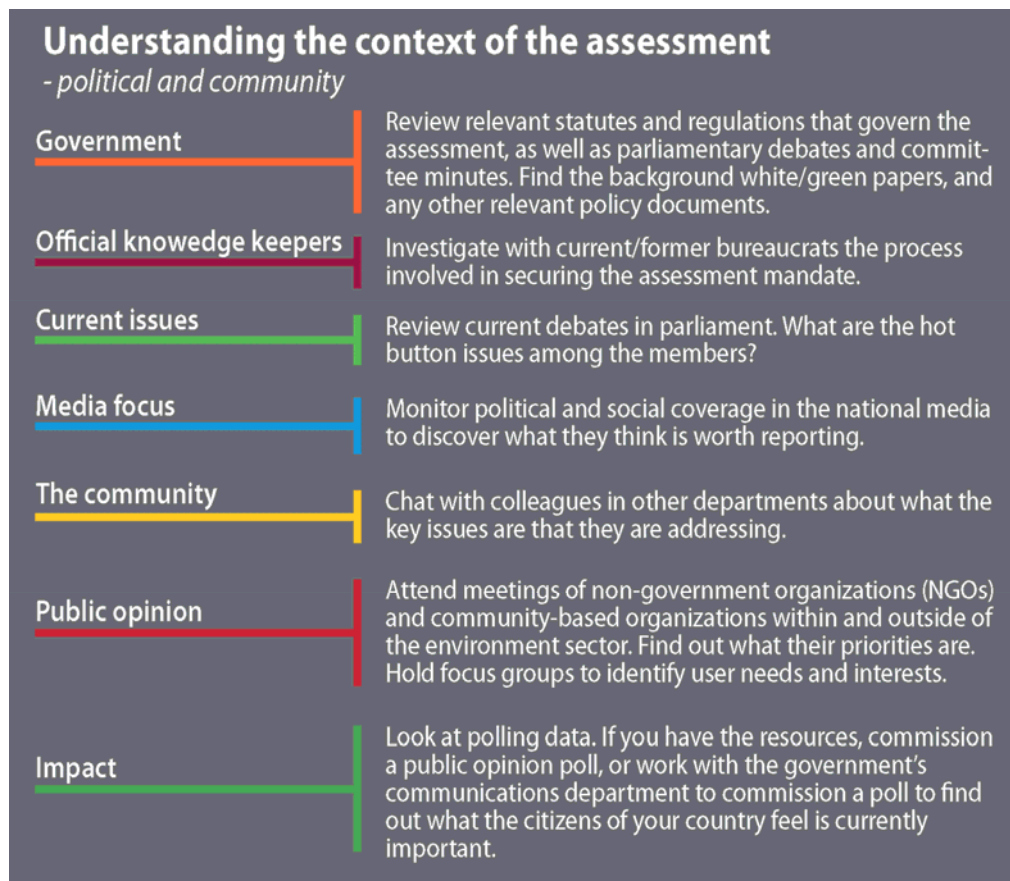 Understanding the context of the assessment
- political and community
Government
Review relevant statutes and regulations that govern the
assessment, as well as parliamentary debates and commit-
tee minutes. Find the background white/green papers, and
any other relevant policy documents.
Official knowedge keepers
Investigate with current/former bureaucrats the process
involved in securing the assessment mandate.
Current issues
Review current debates in parliament. What are the hot
button issues among the members?
Media focus
Monitor political and social coverage in the national media
to discover what they think is worth reporting.
The community
Chat with colleagues in other departments about what the
key issues are that they are addressing.
Public opinion
Attend meetings of non-government organizations (NGOs)
and community-based organizations within and outside of
the environment sector. Find out what their priorities are.
Hold focus groups to identify user needs and interests.
Impact
Look at polling data. If you have the resources, commission
a public opinion poll, or work with the government's
communications department to commission a poll to find
out what the citizens of your country feel is currently
important.